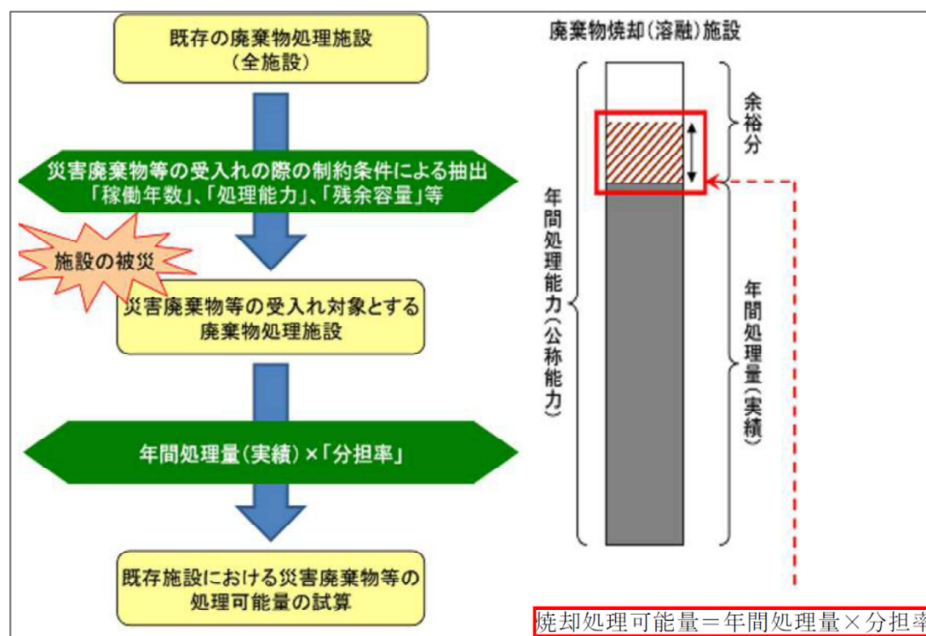 既存の廃棄物処理施設
(全施設)
災害廃棄物等の受入れの際の制約条件による抽出
「稼働年数」、「処理能力」、「残余容量」等
施設の被災
災害廃棄物等の受入れ対象とする
廃棄物処理施設
年間処理量(実績)×「分担率」
既存施設における災害廃棄物等の
処理可能量の試算
廃棄物焼却(溶融)施設
年間処理能力(公称能力)
余裕分
年間処理量(実績)
焼却処理可能量=年間処理量×分担率